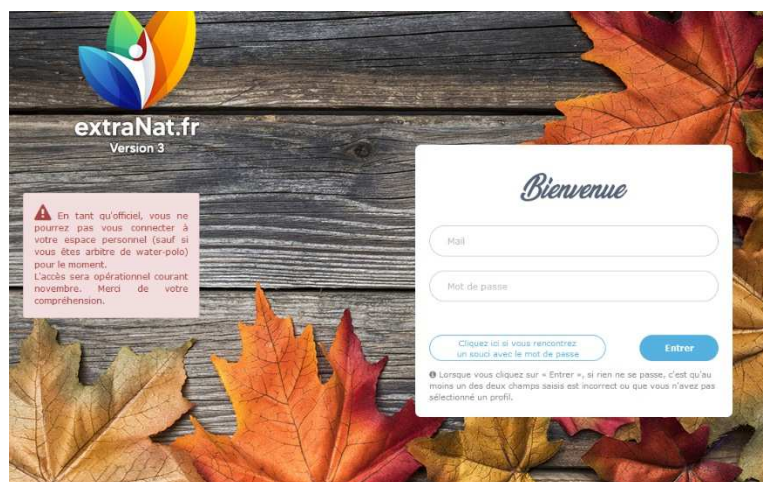 extraNat.fr
Version 3
En tant qu'officiel, vous ne
pourrez pas vous connecter à
votre espace personnel (sauf si
vous êtes arbitre de water-polo)
pour le moment.
L'accès sera opérationnel courant
novembre. Merci de votre
compréhension.
Bienvenue
Mail
Mot de passe
Cliquez ici si vous rencontrez
un souci avec le mot de passe
Entrer
Lorsque vous cliquez sur « Entrer », si rien ne se passe, c'est qu'au
moins un des deux champs saisis est incorrect ou que vous n'avez pas
sélectionné un profil.